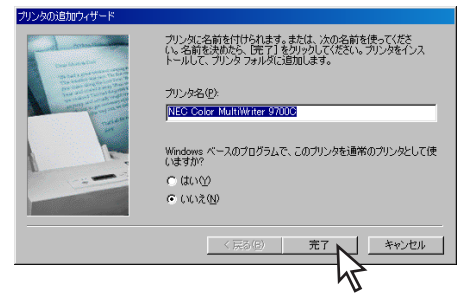 プリンタの追加ウィザード
プリンタに名前を付けられます。または、次の名前を使ってくださ
い。名前を決めたら、[完了] をクリックしてください。プリンタをインス
トールして、プリンタ フォルダに追加します。
プリンタ名(P):
NEC Color MultiWriter 9700C
Windows ベースのプログラムで、このプリンタを通常のプリンタとして使
いますか?
はい(Y)
いいえ(N)
< 戻る(B)
完了
キャンセル